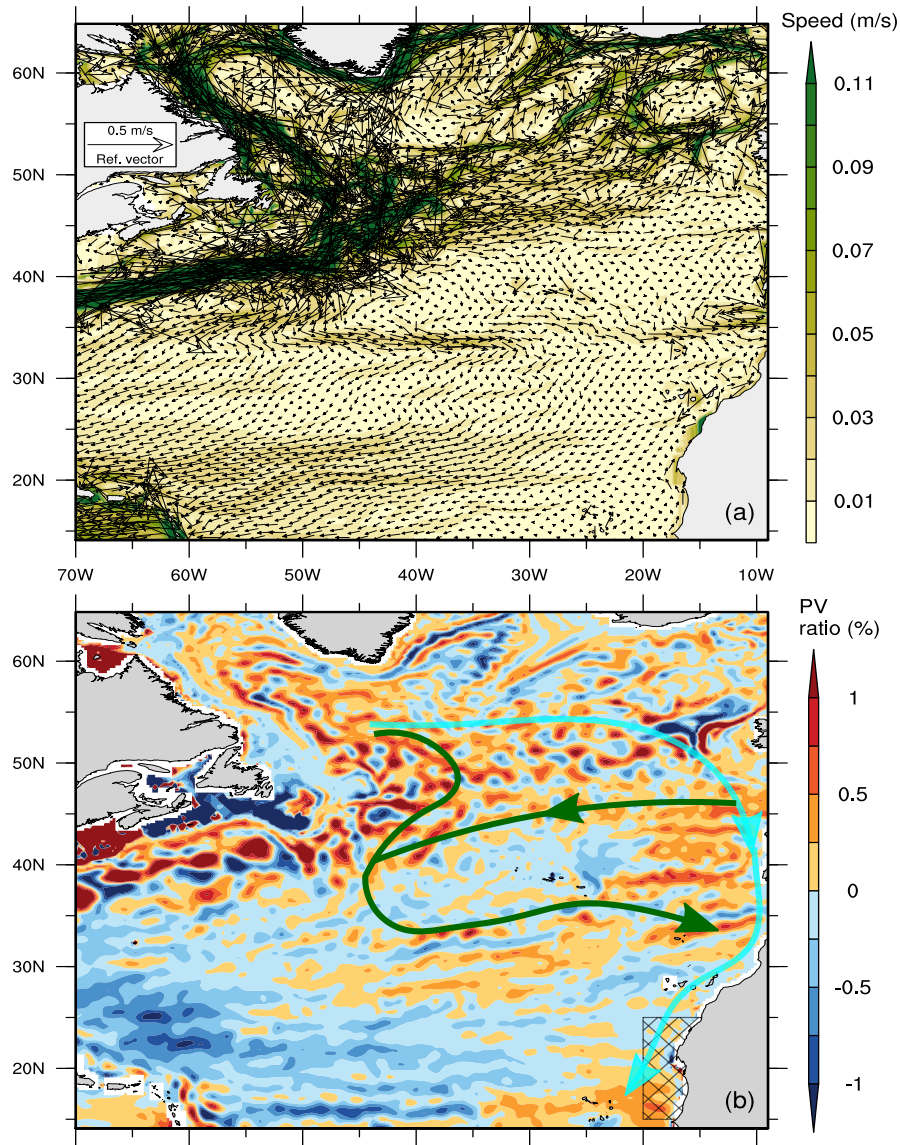 Speed (m/s)
60N
0.11
0.5 m/s
Ref. vector
50N
0.09
0.07
40N
0.05
30N
0.03
20N
0.01
(a)
70W
60W
50W
40W
30W
20W
10W
PV
ratio (%)
60N
1
50N
0.5
40N
0
30N
-0.5
20N
-1
(b)